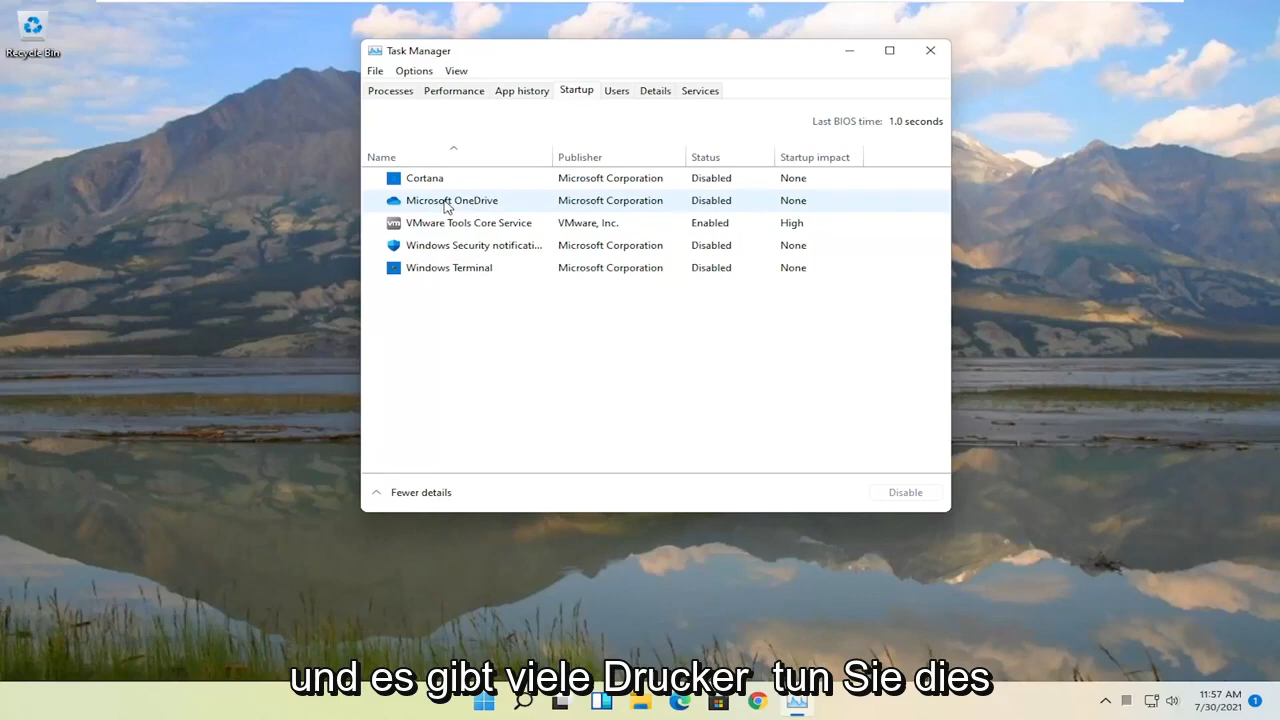 Recycle Bin
Task Manager
File Options View
Processes Performance App history Startup Users Details Services
Last BIOS time: 1.0 seconds
Name Publisher Status Startup impact
Cortana Microsoft Corporation Disabled None
Microsoft OneDrive Microsoft Corporation Disabled None
vm VMware Tools Core Service VMware, Inc. Enabled High
Windows Security notificati... Microsoft Corporation Disabled None
Windows Terminal Microsoft Corporation Disabled None
Fewer details Disable
und es gibt viele Drucker tun Sie dies
11:57 AM
7/30/2021
1